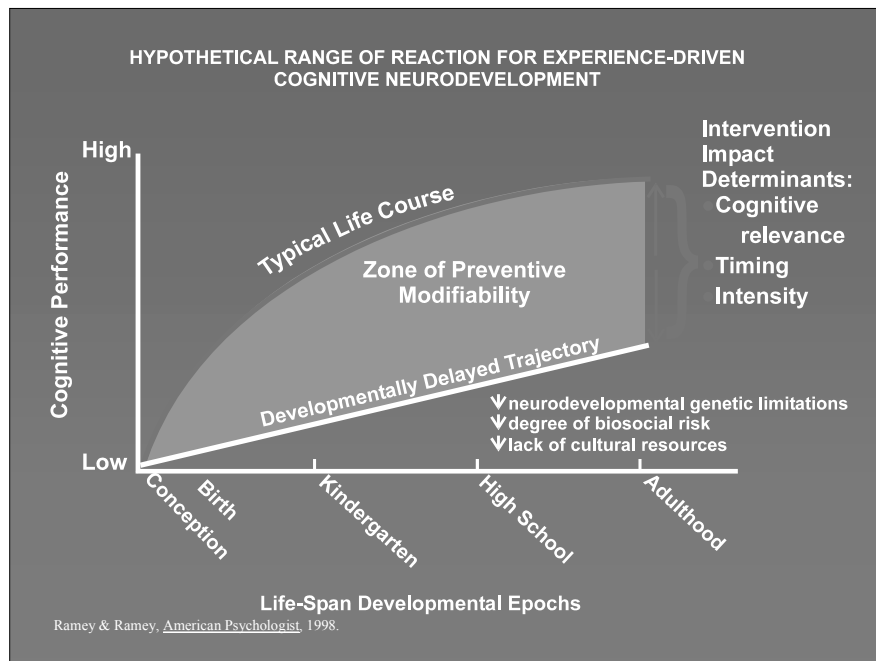 HYPOTHETICAL RANGE OF REACTION FOR EXPERIENCE-DRIVEN
COGNITIVE NEURODEVELOPMENT
High
Low
Cognitive Performance
Typical Life Course
Zone of Preventive
Modifiability
Developmentally Delayed Trajectory
Intervention
Impact
Determinants:
Cognitive
relevance
Timing
Intensity
neurodevelopmental genetic limitations
degree of biosocial risk
lack of cultural resources
Conception
Birth
Kindergarten
High School
Adulthood
Life-Span Developmental Epochs
Ramey & Ramey, American Psychologist, 1998.